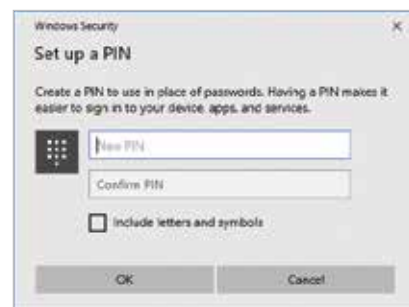 Windows Security
Set up a PIN
Create a PIN to use in place of passwords. Having a PIN makes it
easier to sign in to your device, apps, and services.
New PIN
Confirm PIN
Include letters and symbols
OK Cancel